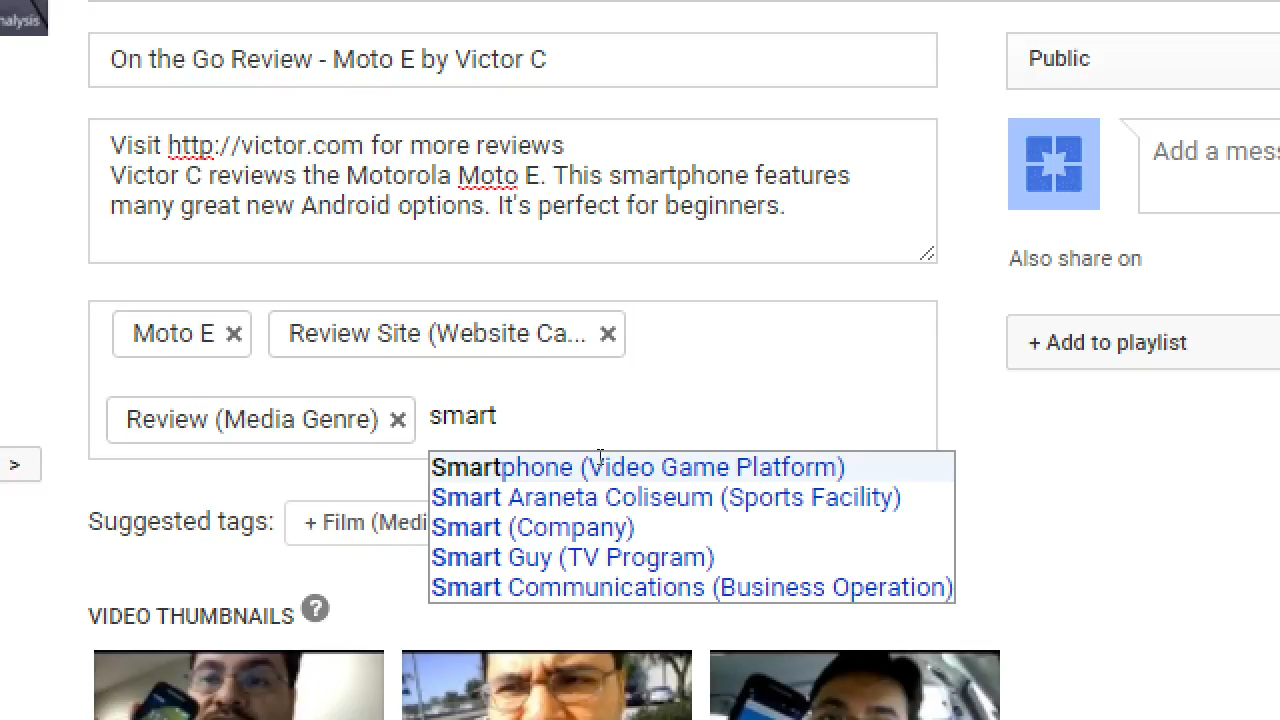 nalysis
On the Go Review - Moto E by Victor C
Public
Visit http://victor.com for more reviews
Victor C reviews the Motorola Moto E. This smartphone features
many great new Android options. It's perfect for beginners.
Add a mess
Also share on
Moto E × Review Site (Website Ca... ×
+ Add to playlist
Review (Media Genre) × smart
>
Smartphone (Video Game Platform)
Smart Araneta Coliseum (Sports Facility)
Smart (Company)
Smart Guy (TV Program)
Smart Communications (Business Operation)
Suggested tags: + Film (Medi
VIDEO THUMBNAILS ?